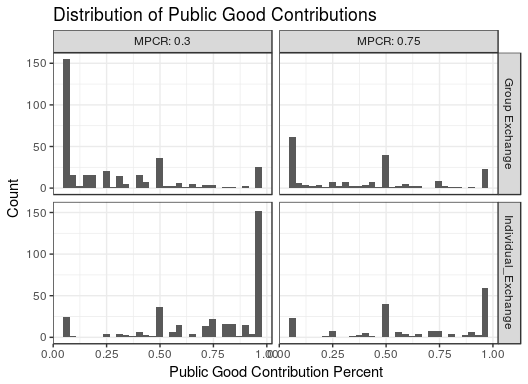 Distribution of Public Good Contributions
MPCR: 0.3
MPCR: 0.75
150
100
50
0
Group Exchange
150
100
50
0
Individual_Exchange
Count
0.00 0.25 0.50 0.75 1.00
0.00 0.25 0.50 0.75 1.00
Public Good Contribution Percent